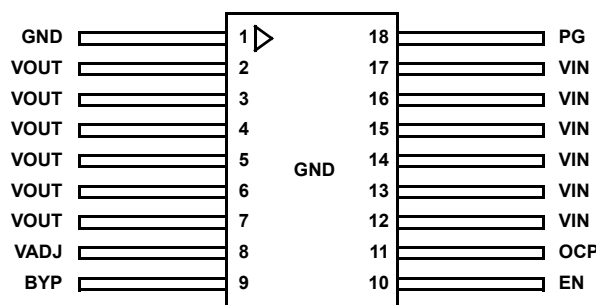 GND 1 18 PG
VOUT 2 17 VIN
VOUT 3 16 VIN
VOUT 4 15 VIN
VOUT 5 14 VIN
GND
VOUT 6 13 VIN
VOUT 7 12 VIN
VADJ 8 11 OCP
BYP 9 10 EN